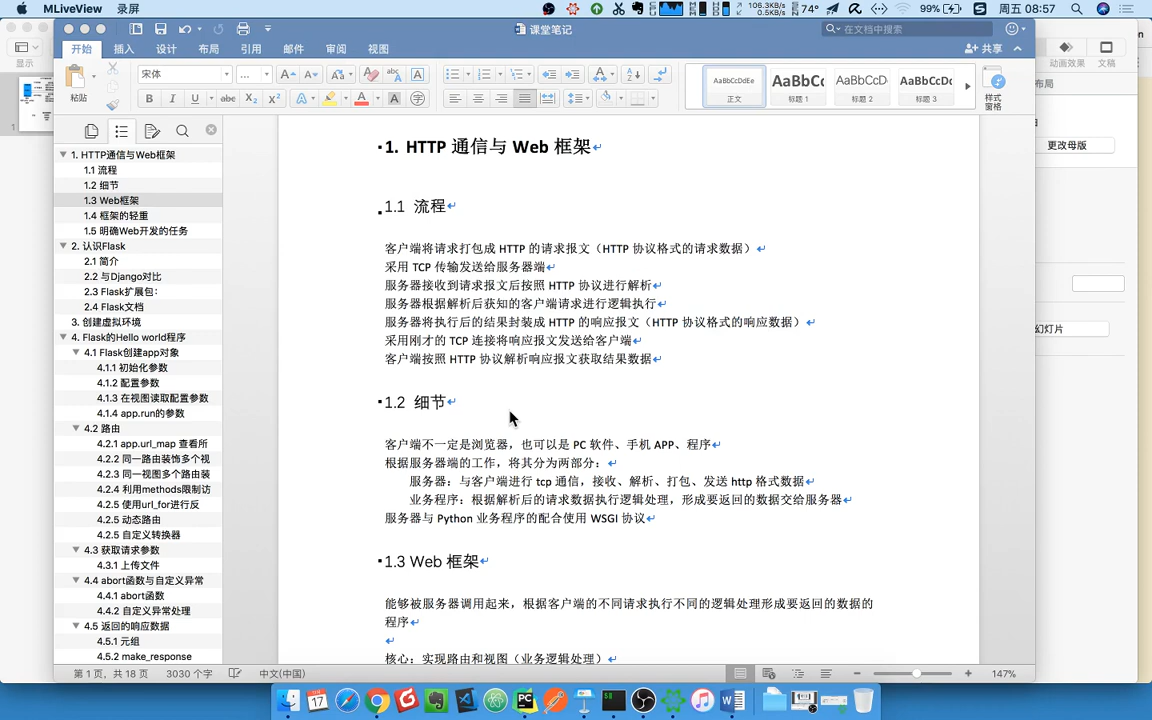 MLiveView 录屏
106.3KB/s
0.5KB/s
74°
99%
周五 08:57
课堂笔记
在文档中搜索
开始 插入 设计 布局 引用 邮件 审阅 视图
共享
粘贴
宋体
AaBbCcDdEe
正文
AaBbCc
标题 1
AaBbCcD
标题 2
AaBbCcDc
标题 3
样式
窗格
显示
动画效果
文稿
布局
更改母版
幻灯片
1. HTTP通信与Web框架
1.1 流程
1.2 细节
1.3 Web框架
1.4 框架的轻重
1.5 明确Web开发的任务
2. 认识Flask
2.1 简介
2.2 与Django对比
2.3 Flask扩展包：
2.4 Flask文档
3. 创建虚拟环境
4. Flask的Hello world程序
4.1 Flask创建app对象
4.1.1 初始化参数
4.1.2 配置参数
4.1.3 在视图读取配置参数
4.1.4 app.run的参数
4.2 路由
4.2.1 app.url_map 查看所
4.2.2 同一路由装饰多个视
4.2.3 同一视图多个路由装
4.2.4 利用methods限制访
4.2.5 使用url_for进行反
4.2.5 动态路由
4.2.5 自定义转换器
4.3 获取请求参数
4.3.1 上传文件
4.4 abort函数与自定义异常
4.4.1 abort函数
4.4.2 自定义异常处理
4.5 返回的响应数据
4.5.1 元组
4.5.2 make_response
1. HTTP 通信与 Web 框架
1.1 流程
客户端将请求打包成 HTTP 的请求报文（HTTP 协议格式的请求数据）
采用 TCP 传输发送给服务器端
服务器接收到请求报文后按照 HTTP 协议进行解析
服务器根据解析后获知的客户端请求进行逻辑执行
服务器将执行后的结果封装成 HTTP 的响应报文（HTTP 协议格式的响应数据）
采用刚才的 TCP 连接将响应报文发送给客户端
客户端按照 HTTP 协议解析响应报文获取结果数据
1.2 细节
客户端不一定是浏览器，也可以是 PC 软件、手机 APP、程序
根据服务器端的工作，将其分为两部分：
服务器：与客户端进行 tcp 通信，接收、解析、打包、发送 http 格式数据
业务程序：根据解析后的请求数据执行逻辑处理，形成要返回的数据交给服务器
服务器与 Python 业务程序的配合使用 WSGI 协议
1.3 Web 框架
能够被服务器调用起来，根据客户端的不同请求执行不同的逻辑处理形成要返回的数据的
程序
核心：实现路由和视图（业务逻辑处理）
第 1 页，共 18 页 3030 个字 中文(中国) 147%